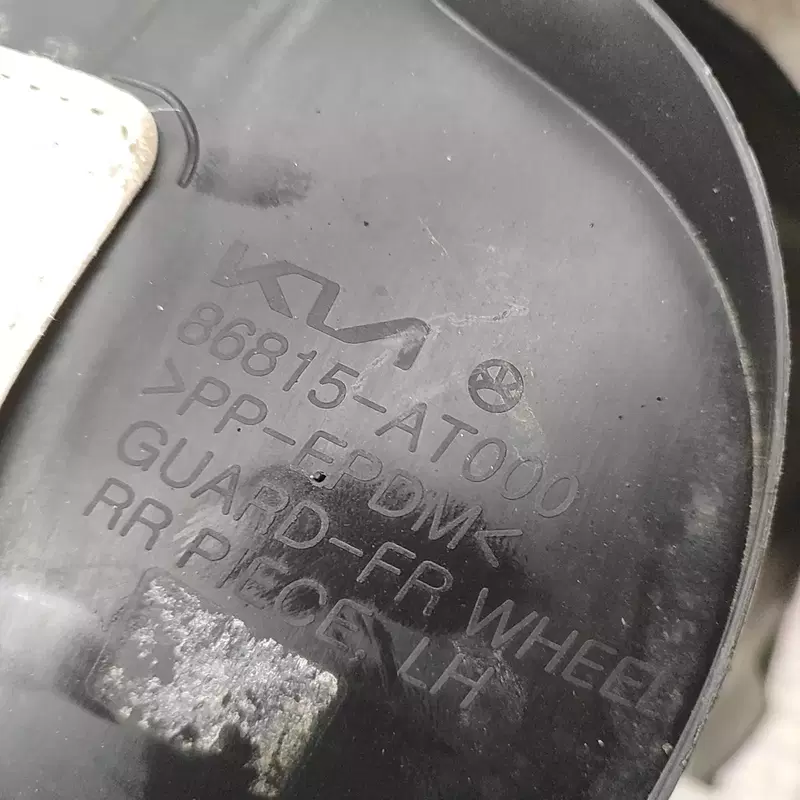 KIA
86815-AT000
>PP-EPDM<
GUARD-FR WHEEL
RR PIECE, LH